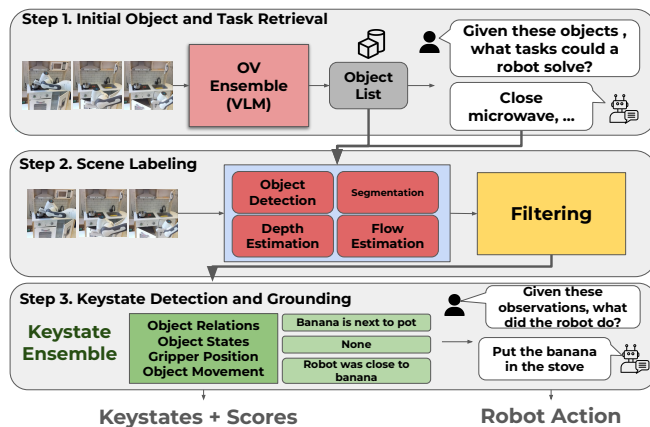 Step 1. Initial Object and Task Retrieval
OV
Ensemble
(VLM)
Object
List
Given these objects ,
what tasks could a
robot solve?
Close
microwave, ...
Step 2. Scene Labeling
Object
Detection
Segmentation
Depth
Estimation
Flow
Estimation
Filtering
Step 3. Keystate Detection and Grounding
Keystate
Ensemble
Object Relations
Object States
Gripper Position
Object Movement
Banana is next to pot
None
Robot was close to
banana
Given these
observations, what
did the robot do?
Put the banana
in the stove
Keystates + Scores
Robot Action